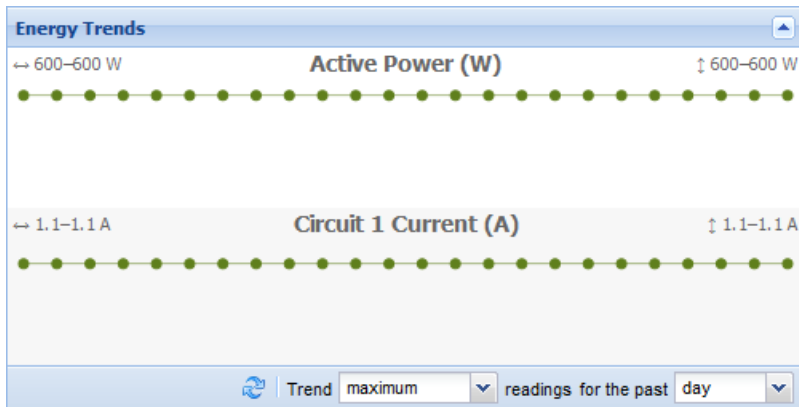 Energy Trends
↔ 600–600 W Active Power (W) ↕ 600–600 W
↔ 1.1–1.1 A Circuit 1 Current (A) ↕ 1.1–1.1 A
Trend maximum readings for the past day